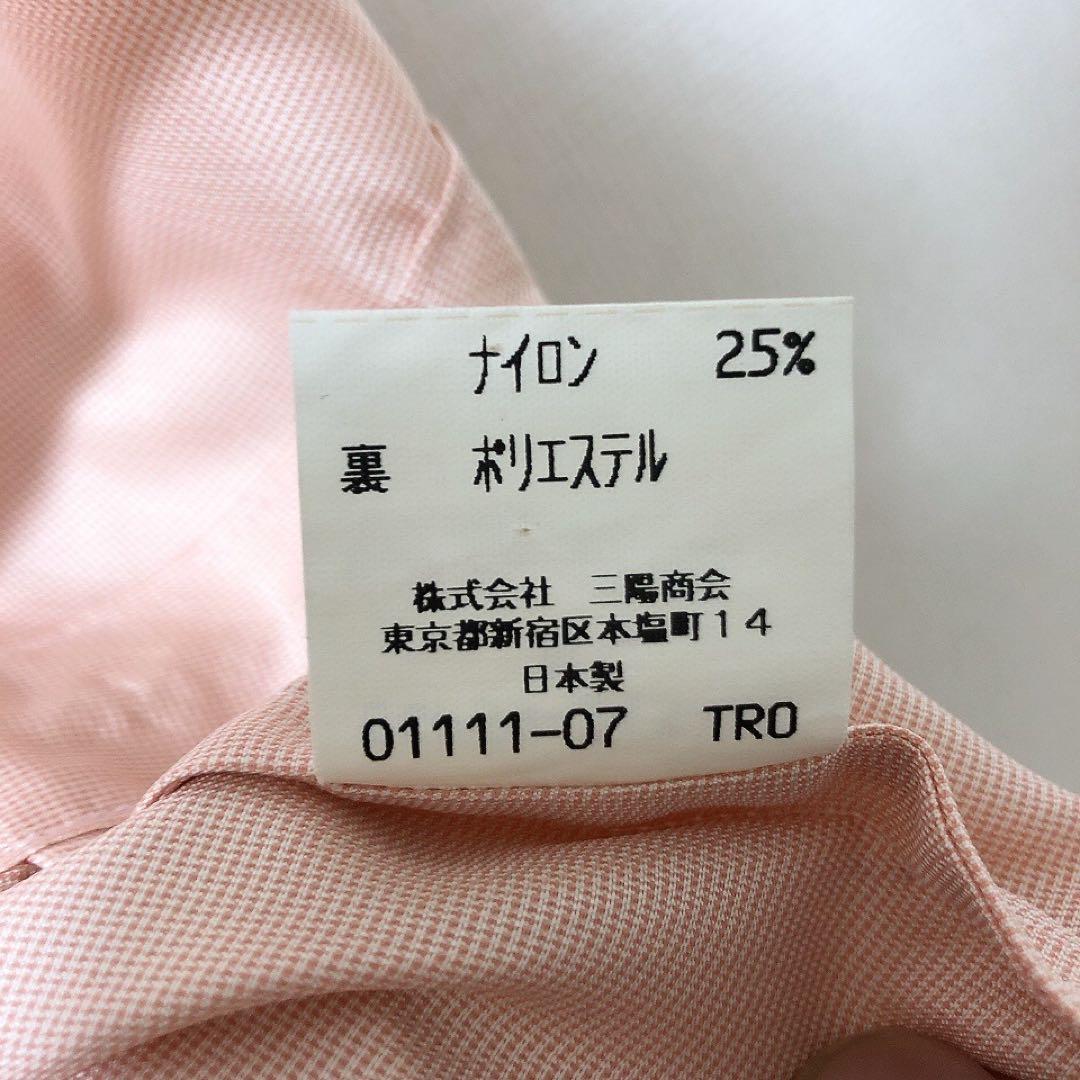 ナイロン 25%
裏 ポリエステル
株式会社 三陽商会
東京都新宿区本塩町14
日本製
01111-07 TRO